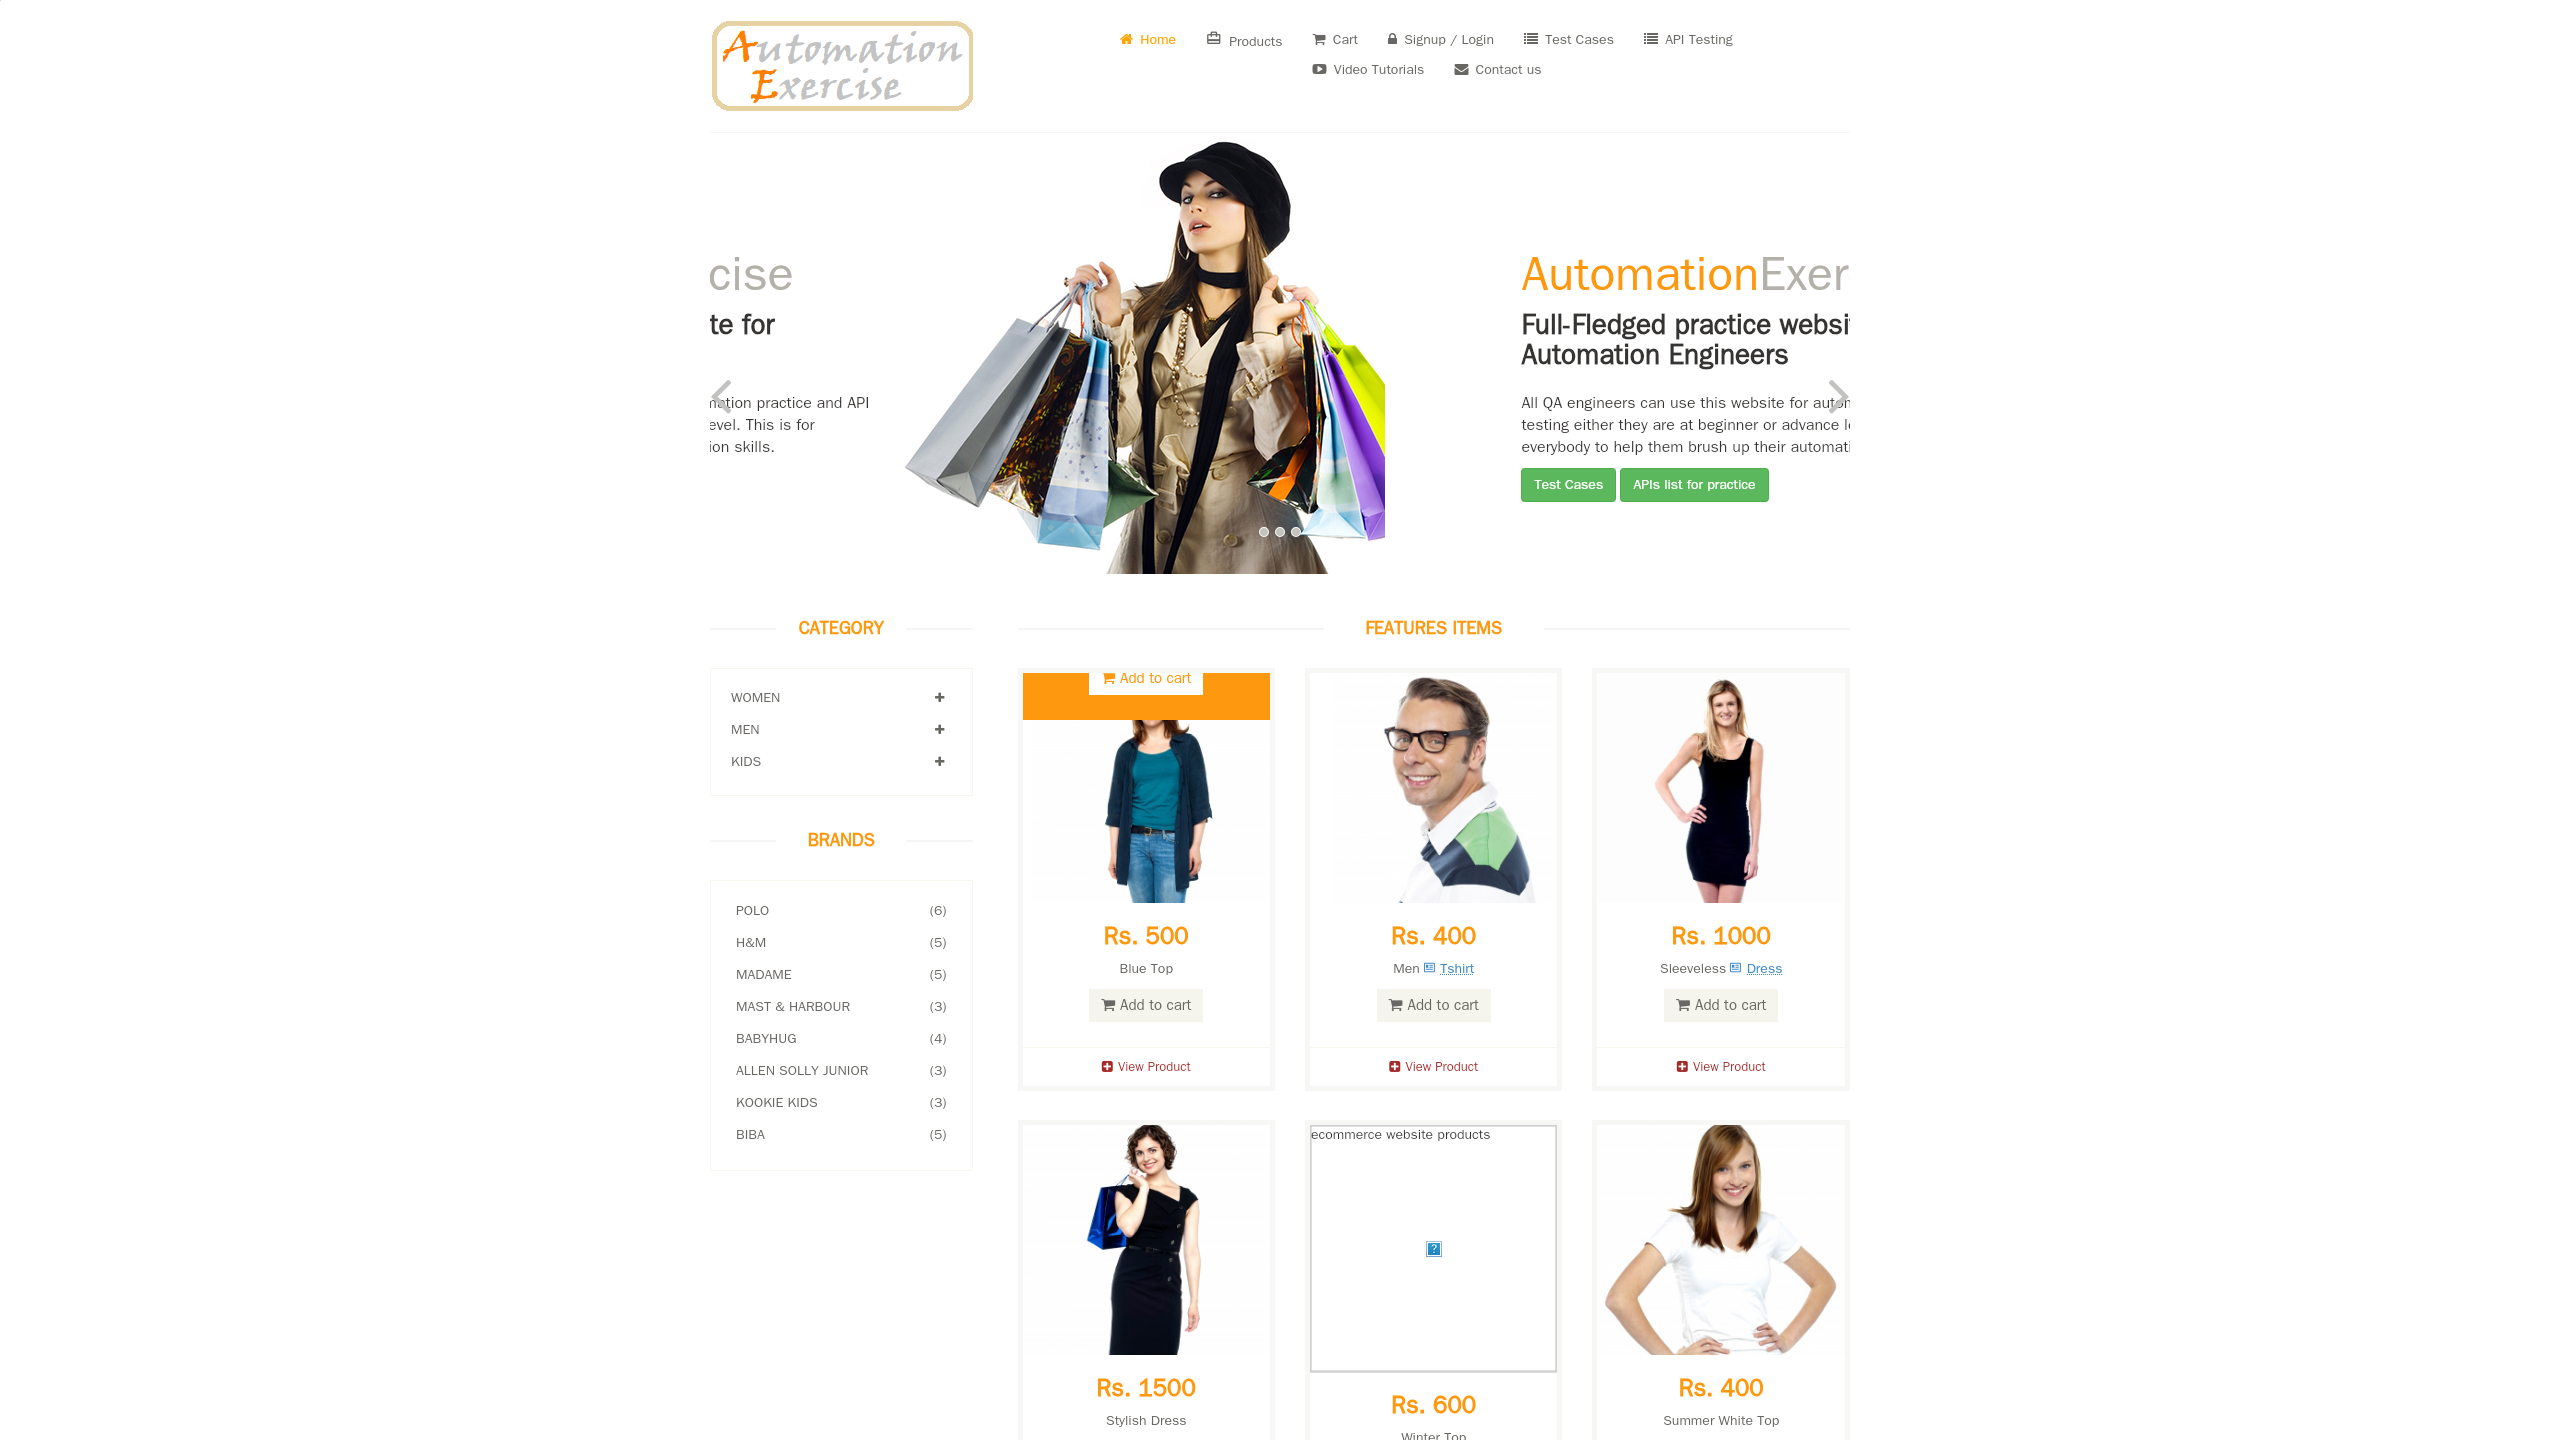 Automation
Exercise
Home
Products
Cart
Signup / Login
Test Cases
API Testing
Video Tutorials
Contact us
cise
te for
mation practice and API
evel. This is for
ion skills.
AutomationExer
Full-Fledged practice websi
Automation Engineers
All QA engineers can use this website for autom
testing either they are at beginner or advance le
everybody to help them brush up their automati
Test Cases
APIs list for practice
CATEGORY
WOMEN
MEN
KIDS
BRANDS
POLO (6)
H&M (5)
MADAME (5)
MAST & HARBOUR (3)
BABYHUG (4)
ALLEN SOLLY JUNIOR (3)
KOOKIE KIDS (3)
BIBA (5)
FEATURES ITEMS
Add to cart
Rs. 500
Blue Top
Add to cart
View Product
Rs. 400
Men Tshirt
Add to cart
View Product
Rs. 1000
Sleeveless Dress
Add to cart
View Product
Rs. 1500
Stylish Dress
ecommerce website products
Rs. 600
Winter Top
Rs. 400
Summer White Top